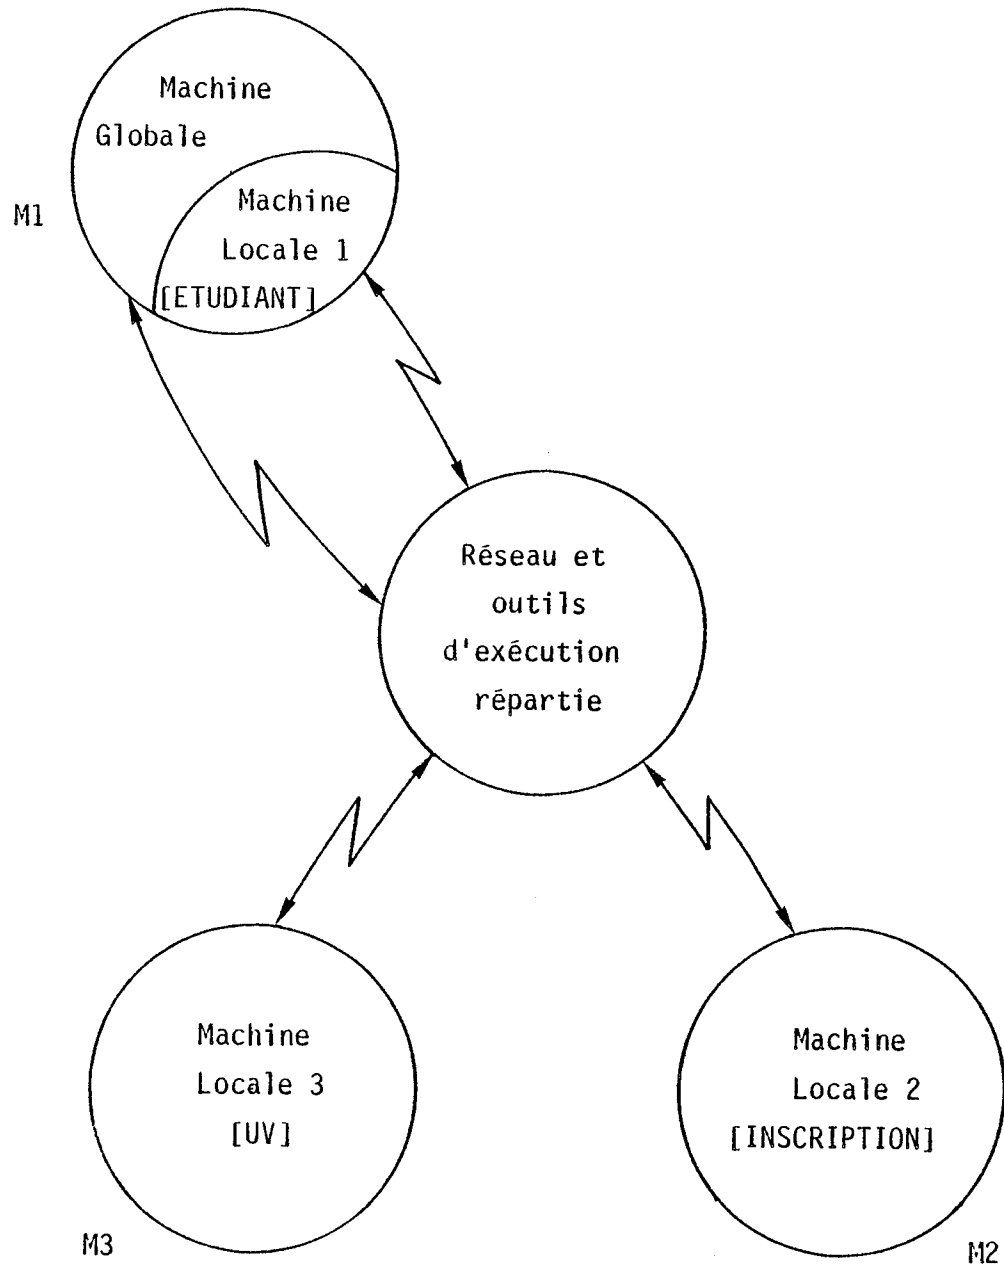 Machine
Globale
Machine
Locale 1
[ETUDIANT]
M1
Réseau et
outils
d'exécution
répartie
Machine
Locale 3
[UV]
M3
Machine
Locale 2
[INSCRIPTION]
M2